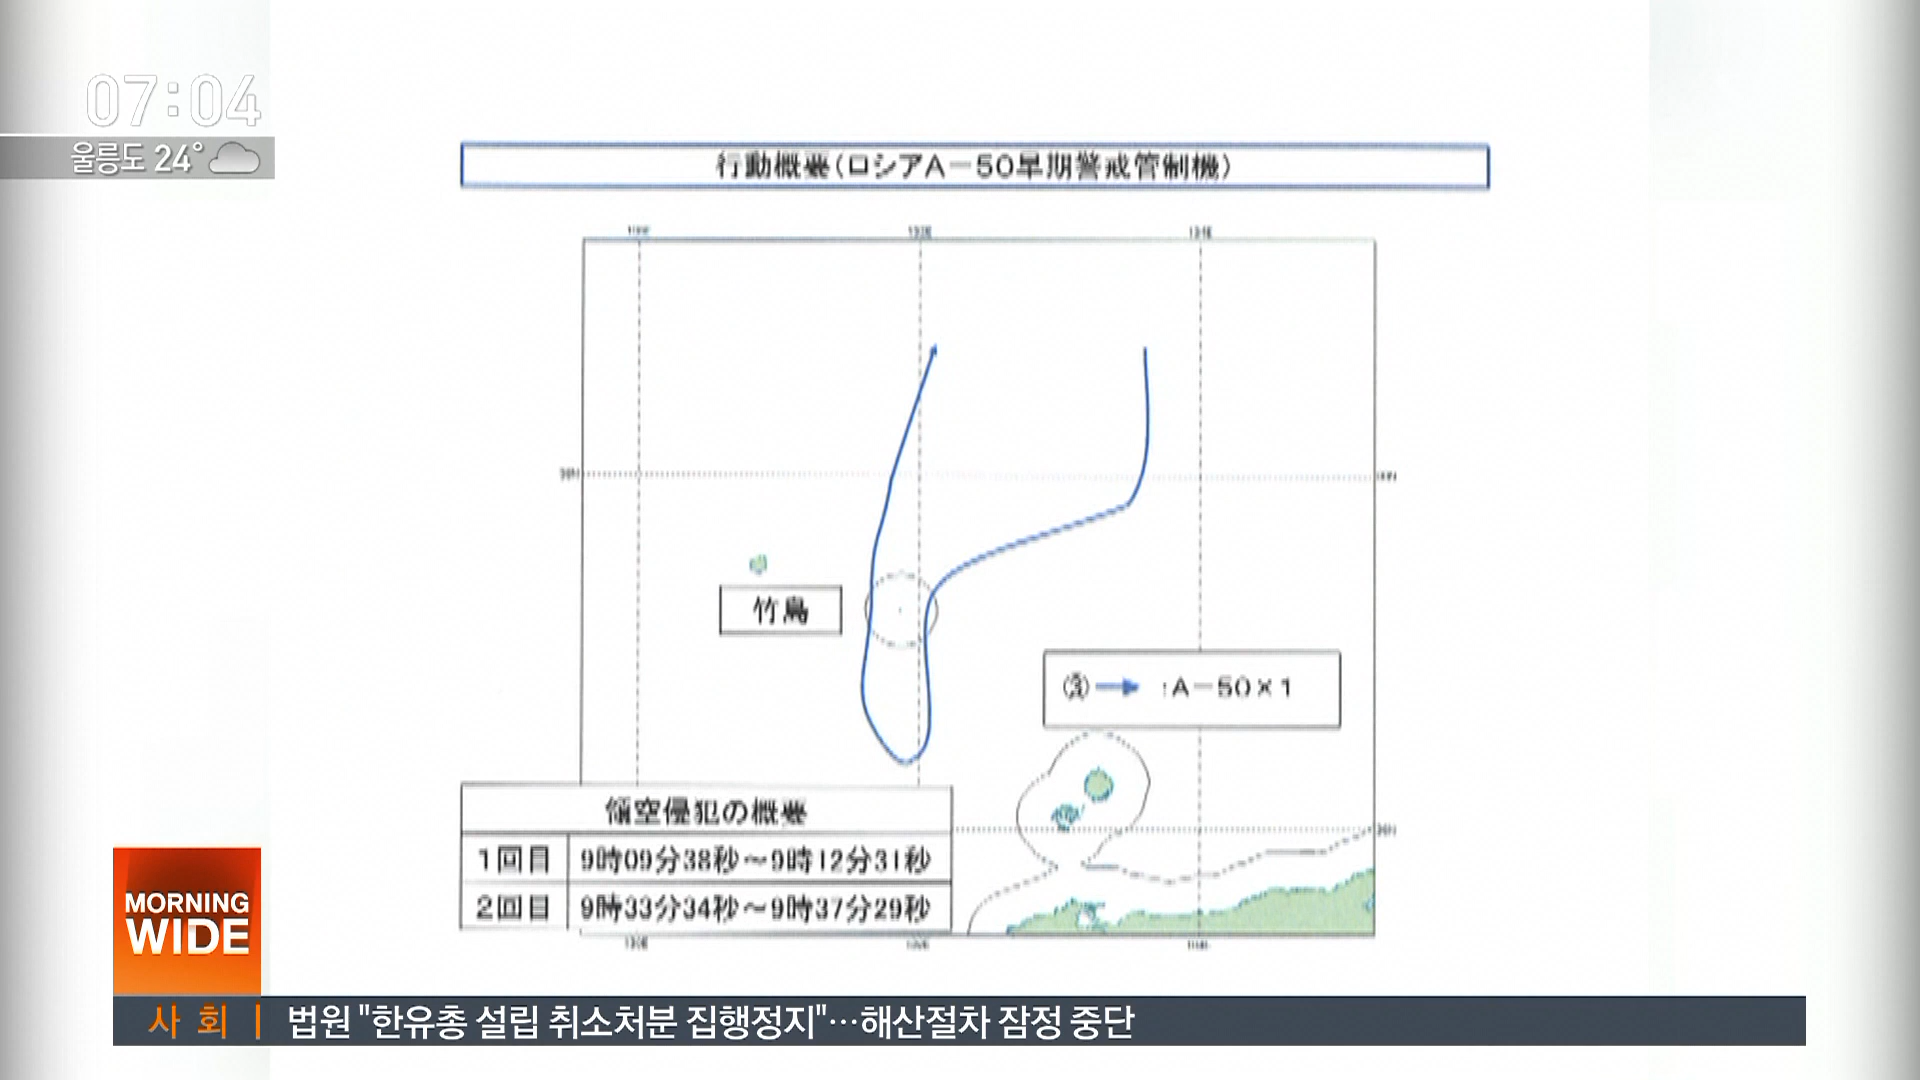 07:04
울릉도 24°
行動概要(ロシアA－50早期警戒管制機)
132E
134E
38N
竹島
③ → :A－50×1
36N
領空侵犯の概要
1回目 9時09分38秒～9時12分31秒
2回目 9時33分34秒～9時37分29秒
130E
MORNING
WIDE
사회 | 법원 "한유총 설립 취소처분 집행정지"…해산절차 잠정 중단